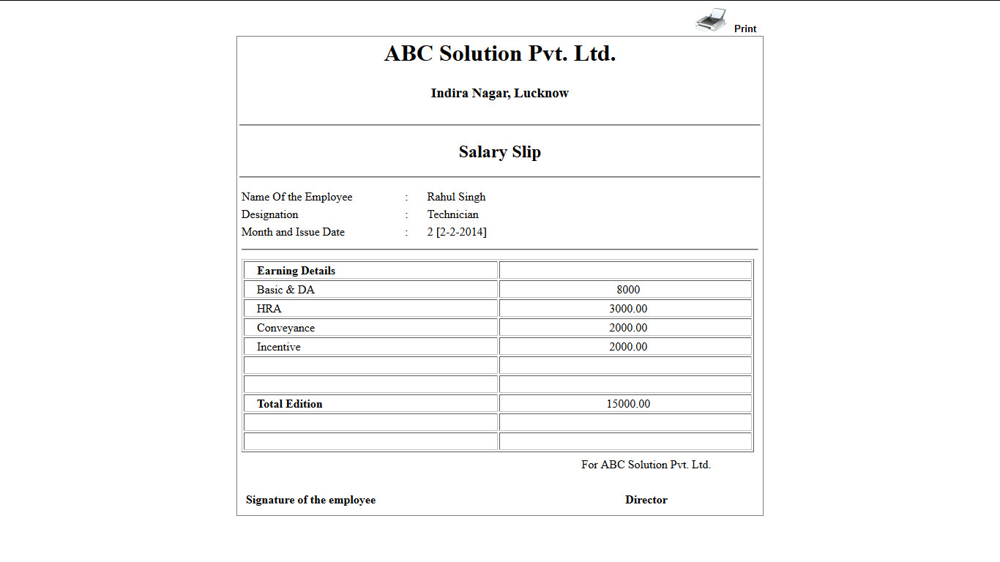 Print
ABC Solution Pvt. Ltd.
Indira Nagar, Lucknow
Salary Slip
Name Of the Employee : Rahul Singh
Designation : Technician
Month and Issue Date : 2 [2-2-2014]
Earning Details
Basic & DA 8000
HRA 3000.00
Conveyance 2000.00
Incentive 2000.00
Total Edition 15000.00
For ABC Solution Pvt. Ltd.
Signature of the employee Director